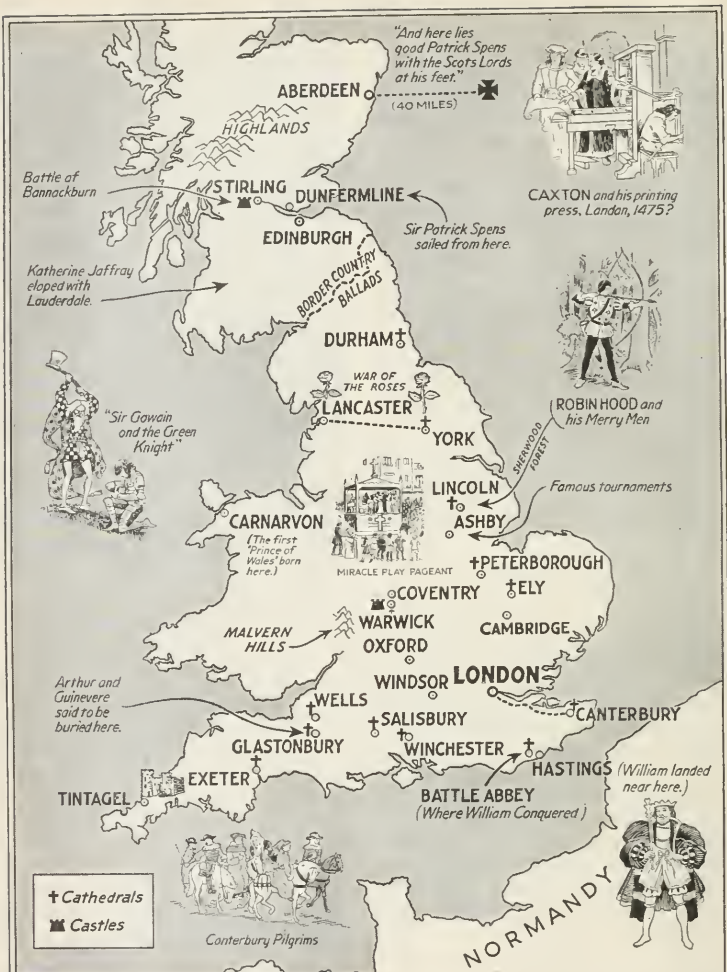 "And here lies
good Patrick Spens
with the Scots Lords
at his feet."
ABERDEEN
(40 MILES)
HIGHLANDS
CAXTON and his printing
press, London, 1475?
Battle of
Bannackburn
STIRLING
DUNFERMLINE
EDINBURGH
Sir Patrick Spens
sailed from here.
Katherine Jaffray
eloped with
Lauderdale.
BORDER COUNTRY
BALLADS
DURHAM
WAR OF
THE ROSES
LANCASTER
YORK
ROBIN HOOD and
his Merry Men
SHERWOOD
FOREST
"Sir Gawain
and the Green
Knight"
LINCOLN
Famous tournaments
ASHBY
CARNARVON
(The first
'Prince of
Wales' born
here.)
MIRACLE PLAY PAGEANT
PETERBOROUGH
ELY
COVENTRY
WARWICK
CAMBRIDGE
MALVERN
HILLS
OXFORD
WINDSOR
LONDON
Arthur and
Guinevere
said to be
buried here.
WELLS
CANTERBURY
SALISBURY
GLASTONBURY
WINCHESTER
HASTINGS (William landed
near here.)
EXETER
TINTAGEL
BATTLE ABBEY
(Where William Conquered)
Cathedrals
Castles
Canterbury Pilgrims
NORMANDY